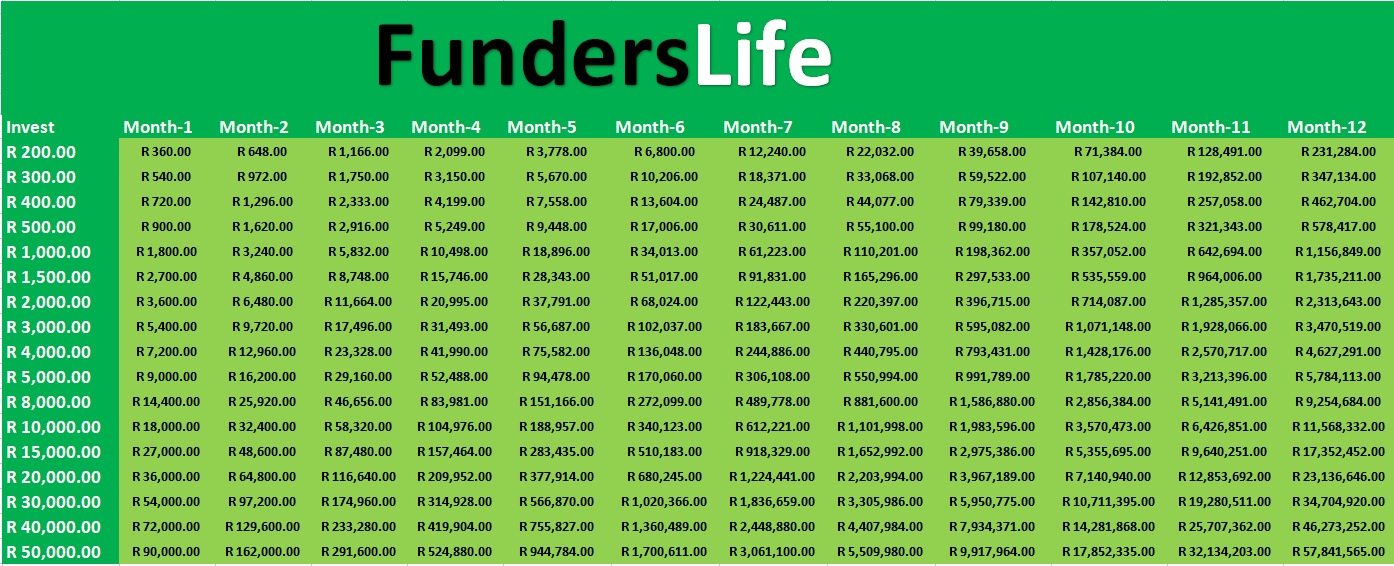 FundersLife
Invest Month-1 Month-2 Month-3 Month-4 Month-5 Month-6 Month-7 Month-8 Month-9 Month-10 Month-11 Month-12
R 200.00 R 360.00 R 648.00 R 1,166.00 R 2,099.00 R 3,778.00 R 6,800.00 R 12,240.00 R 22,032.00 R 39,658.00 R 71,384.00 R 128,491.00 R 231,284.00
R 300.00 R 540.00 R 972.00 R 1,750.00 R 3,150.00 R 5,670.00 R 10,206.00 R 18,371.00 R 33,068.00 R 59,522.00 R 107,140.00 R 192,852.00 R 347,134.00
R 400.00 R 720.00 R 1,296.00 R 2,333.00 R 4,199.00 R 7,558.00 R 13,604.00 R 24,487.00 R 44,077.00 R 79,339.00 R 142,810.00 R 257,058.00 R 462,704.00
R 500.00 R 900.00 R 1,620.00 R 2,916.00 R 5,249.00 R 9,448.00 R 17,006.00 R 30,611.00 R 55,100.00 R 99,180.00 R 178,524.00 R 321,343.00 R 578,417.00
R 1,000.00 R 1,800.00 R 3,240.00 R 5,832.00 R 10,498.00 R 18,896.00 R 34,013.00 R 61,223.00 R 110,201.00 R 198,362.00 R 357,052.00 R 642,694.00 R 1,156,849.00
R 1,500.00 R 2,700.00 R 4,860.00 R 8,748.00 R 15,746.00 R 28,343.00 R 51,017.00 R 91,831.00 R 165,296.00 R 297,533.00 R 535,559.00 R 964,006.00 R 1,735,211.00
R 2,000.00 R 3,600.00 R 6,480.00 R 11,664.00 R 20,995.00 R 37,791.00 R 68,024.00 R 122,443.00 R 220,397.00 R 396,715.00 R 714,087.00 R 1,285,357.00 R 2,313,643.00
R 3,000.00 R 5,400.00 R 9,720.00 R 17,496.00 R 31,493.00 R 56,687.00 R 102,037.00 R 183,667.00 R 330,601.00 R 595,082.00 R 1,071,148.00 R 1,928,066.00 R 3,470,519.00
R 4,000.00 R 7,200.00 R 12,960.00 R 23,328.00 R 41,990.00 R 75,582.00 R 136,048.00 R 244,886.00 R 440,795.00 R 793,431.00 R 1,428,176.00 R 2,570,717.00 R 4,627,291.00
R 5,000.00 R 9,000.00 R 16,200.00 R 29,160.00 R 52,488.00 R 94,478.00 R 170,060.00 R 306,108.00 R 550,994.00 R 991,789.00 R 1,785,220.00 R 3,213,396.00 R 5,784,113.00
R 8,000.00 R 14,400.00 R 25,920.00 R 46,656.00 R 83,981.00 R 151,166.00 R 272,099.00 R 489,778.00 R 881,600.00 R 1,586,880.00 R 2,856,384.00 R 5,141,491.00 R 9,254,684.00
R 10,000.00 R 18,000.00 R 32,400.00 R 58,320.00 R 104,976.00 R 188,957.00 R 340,123.00 R 612,221.00 R 1,101,998.00 R 1,983,596.00 R 3,570,473.00 R 6,426,851.00 R 11,568,332.00
R 15,000.00 R 27,000.00 R 48,600.00 R 87,480.00 R 157,464.00 R 283,435.00 R 510,183.00 R 918,329.00 R 1,652,992.00 R 2,975,386.00 R 5,355,695.00 R 9,640,251.00 R 17,352,452.00
R 20,000.00 R 36,000.00 R 64,800.00 R 116,640.00 R 209,952.00 R 377,914.00 R 680,245.00 R 1,224,441.00 R 2,203,994.00 R 3,967,189.00 R 7,140,940.00 R 12,853,692.00 R 23,136,646.00
R 30,000.00 R 54,000.00 R 97,200.00 R 174,960.00 R 314,928.00 R 566,870.00 R 1,020,366.00 R 1,836,659.00 R 3,305,986.00 R 5,950,775.00 R 10,711,395.00 R 19,280,511.00 R 34,704,920.00
R 40,000.00 R 72,000.00 R 129,600.00 R 233,280.00 R 419,904.00 R 755,827.00 R 1,360,489.00 R 2,448,880.00 R 4,407,984.00 R 7,934,371.00 R 14,281,868.00 R 25,707,362.00 R 46,273,252.00
R 50,000.00 R 90,000.00 R 162,000.00 R 291,600.00 R 524,880.00 R 944,784.00 R 1,700,611.00 R 3,061,100.00 R 5,509,980.00 R 9,917,964.00 R 17,852,335.00 R 32,134,203.00 R 57,841,565.00